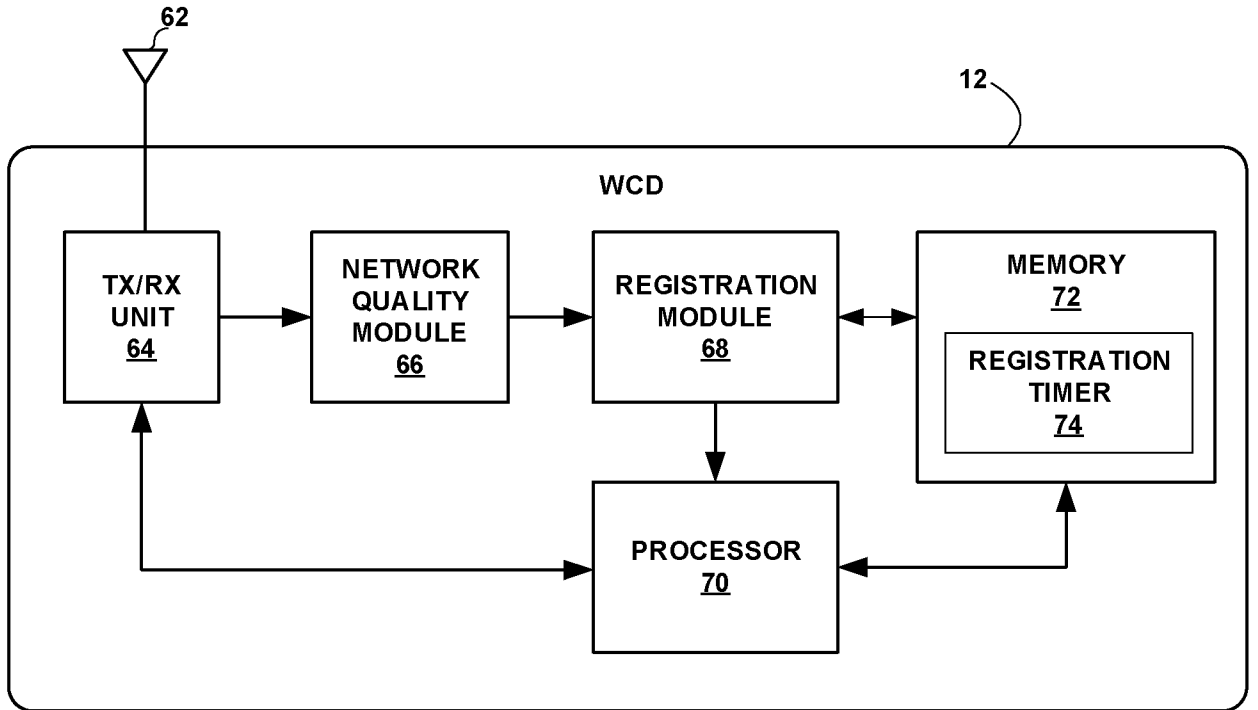 62
12
WCD
TX/RX
UNIT
64
NETWORK
QUALITY
MODULE
66
REGISTRATION
MODULE
68
MEMORY
72
REGISTRATION
TIMER
74
PROCESSOR
70